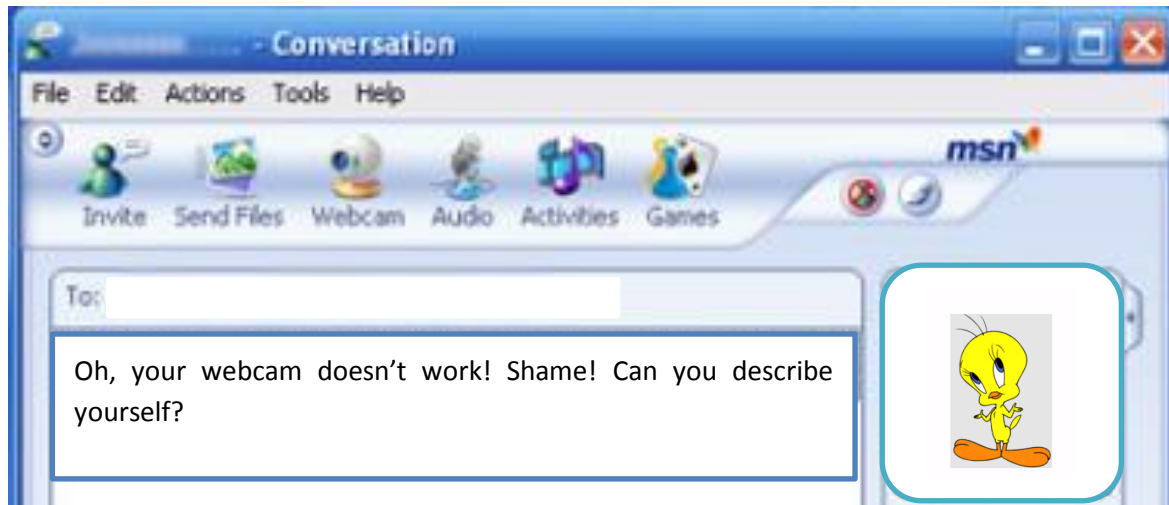 - Conversation
File Edit Actions Tools Help
msn
Invite Send Files Webcam Audio Activities Games
To:
Oh, your webcam doesn't work! Shame! Can you describe
yourself?